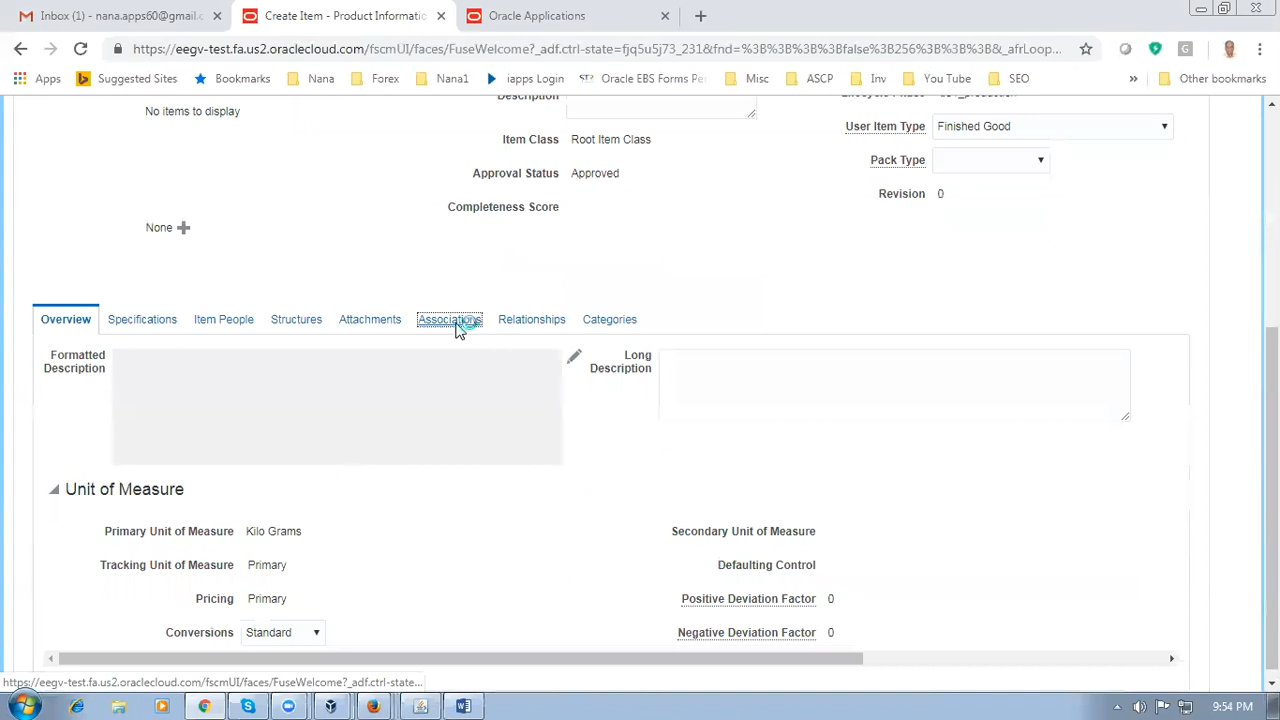 Inbox (1) - nana.apps60@gmail.c
Create Item - Product Informatic
Oracle Applications
https://eegv-test.fa.us2.oraclecloud.com/fscmUI/faces/FuseWelcome?_adf.ctrl-state=fjq5u5j73_231&fnd=%3B%3B%3B%3Bfalse%3B256%3B%3B%3B&_afrLoop...
Apps
Suggested Sites
Bookmarks
Nana
Forex
Nana1
iapps Login
Oracle EBS Forms Pe
Misc
ASCP
Inv
You Tube
SEO
»
Other bookmarks
Description
No items to display
User Item Type
Finished Good
Item Class
Root Item Class
Pack Type
Approval Status
Approved
Revision
0
Completeness Score
None
Overview
Specifications
Item People
Structures
Attachments
Associations
Relationships
Categories
Formatted Description
Long Description
Unit of Measure
Primary Unit of Measure
Kilo Grams
Secondary Unit of Measure
Tracking Unit of Measure
Primary
Defaulting Control
Pricing
Primary
Positive Deviation Factor
0
Conversions
Standard
Negative Deviation Factor
0
https://eegv-test.fa.us2.oraclecloud.com/fscmUI/faces/FuseWelcome?_adf.ctrl-state...
9:54 PM